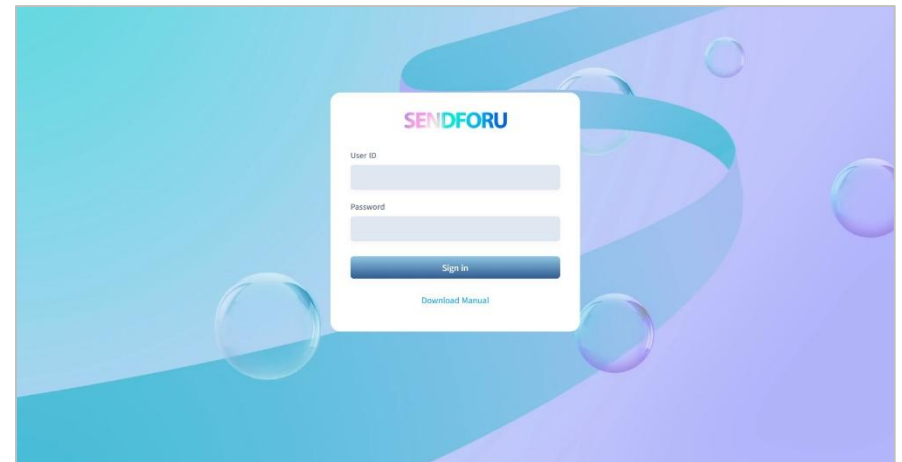 SENDFORU
User ID
Password
Sign in
Download Manual